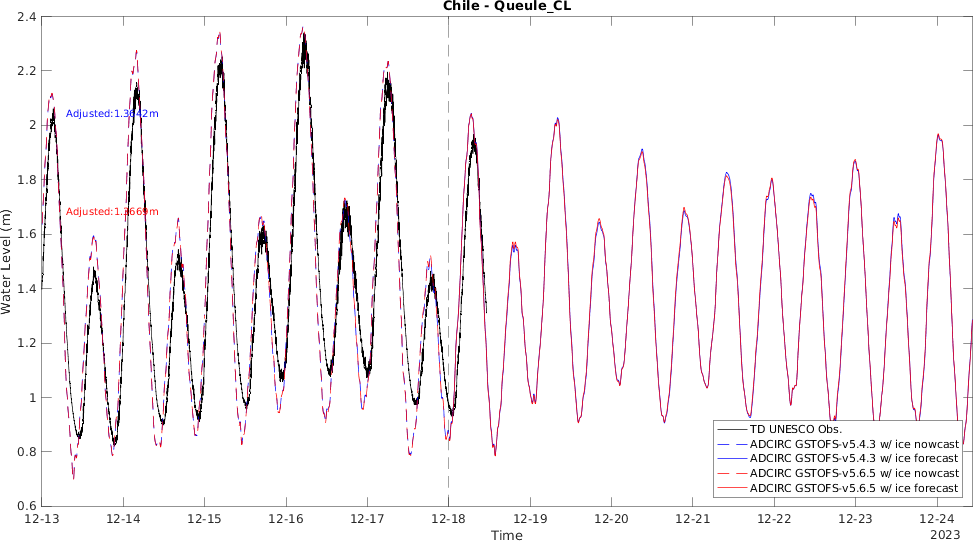 Chile - Queule_CL
2.4
2.2
2
1.8
1.6
1.4
1.2
1
0.8
0.6
Water Level (m)
Adjusted:1.3642m
Adjusted:1.3669m
TD UNESCO Obs.
ADCIRC GSTOFS-v5.4.3 w/ ice nowcast
ADCIRC GSTOFS-v5.4.3 w/ ice forecast
ADCIRC GSTOFS-v5.6.5 w/ ice nowcast
ADCIRC GSTOFS-v5.6.5 w/ ice forecast
12-13 12-14 12-15 12-16 12-17 12-18 12-19 12-20 12-21 12-22 12-23 12-24
Time
2023